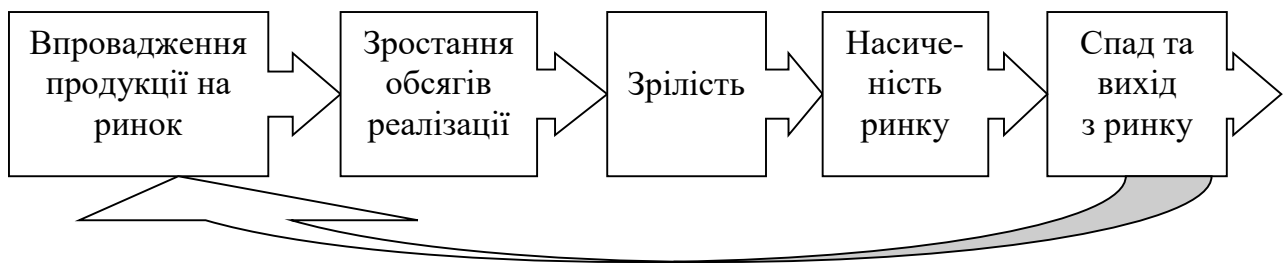 Впровадження
продукції на
ринок
Зростання
обсягів
реалізації
Зрілість
Насиче-
ність
ринку
Спад та
вихід
з ринку